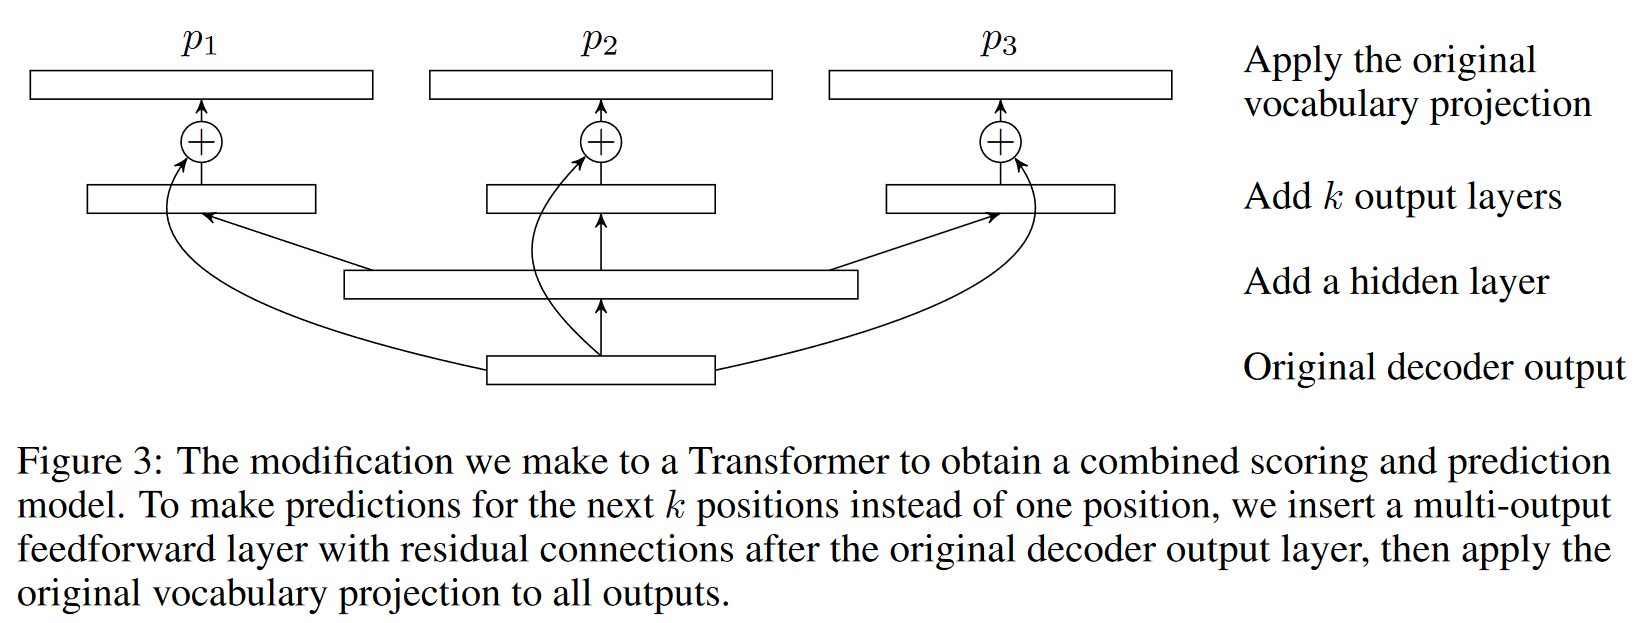 p1 p2 p3
Apply the original
vocabulary projection
Add k output layers
Add a hidden layer
Original decoder output
Figure 3: The modification we make to a Transformer to obtain a combined scoring and prediction
model. To make predictions for the next k positions instead of one position, we insert a multi-output
feedforward layer with residual connections after the original decoder output layer, then apply the
original vocabulary projection to all outputs.